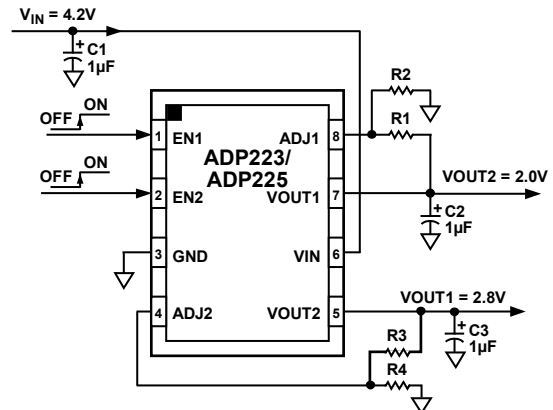 VIN = 4.2V
+ C1
1µF
OFF ON
OFF ON
1 EN1
2 EN2
3 GND
4 ADJ2
ADP223/
ADP225
ADJ1 8
VOUT1 7
VIN 6
VOUT2 5
R2
R1
VOUT2 = 2.0V
+ C2
1µF
VOUT1 = 2.8V
+ C3
1µF
R3
R4